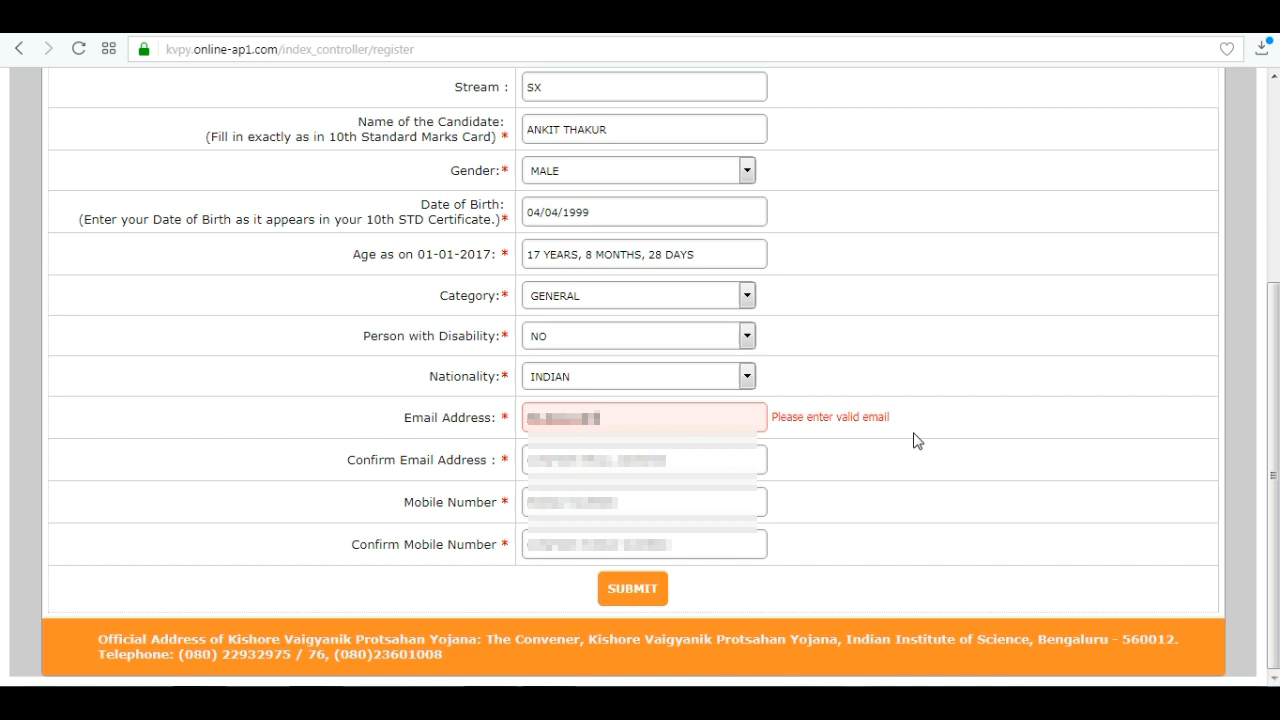 kvpy.online-ap1.com/index_controller/register
Stream :
SX
Name of the Candidate:
(Fill in exactly as in 10th Standard Marks Card) *
ANKIT THAKUR
Gender:*
MALE
Date of Birth:
(Enter your Date of Birth as it appears in your 10th STD Certificate.)*
04/04/1999
Age as on 01-01-2017: *
17 YEARS, 8 MONTHS, 28 DAYS
Category:*
GENERAL
Person with Disability:*
NO
Nationality:*
INDIAN
Email Address: *
Please enter valid email
Confirm Email Address : *
Mobile Number *
Confirm Mobile Number *
SUBMIT
Official Address of Kishore Vaigyanik Protsahan Yojana: The Convener, Kishore Vaigyanik Protsahan Yojana, Indian Institute of Science, Bengaluru - 560012.
Telephone: (080) 22932975 / 76, (080)23601008